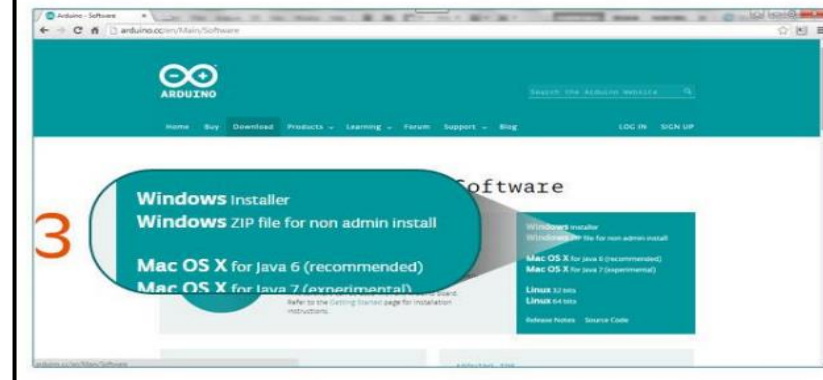 Arduino - Software
arduino.cc/en/Main/Software
ARDUINO
Search the Arduino Website
Home Buy Download Products Learning Forum Support Blog LOG IN SIGN UP
Software
3
Windows Installer
Windows ZIP file for non admin install
Mac OS X for Java 6 (recommended)
Mac OS X for Java 7 (experimental)
Windows Installer
Windows ZIP file for non admin install
Mac OS X for Java 6 (recommended)
Mac OS X for Java 7 (experimental)
Linux 32 bits
Linux 64 bits
Release Notes Source Code
board.
Refer to the Getting Started page for installation
instructions.
arduino.cc/en/Main/Software